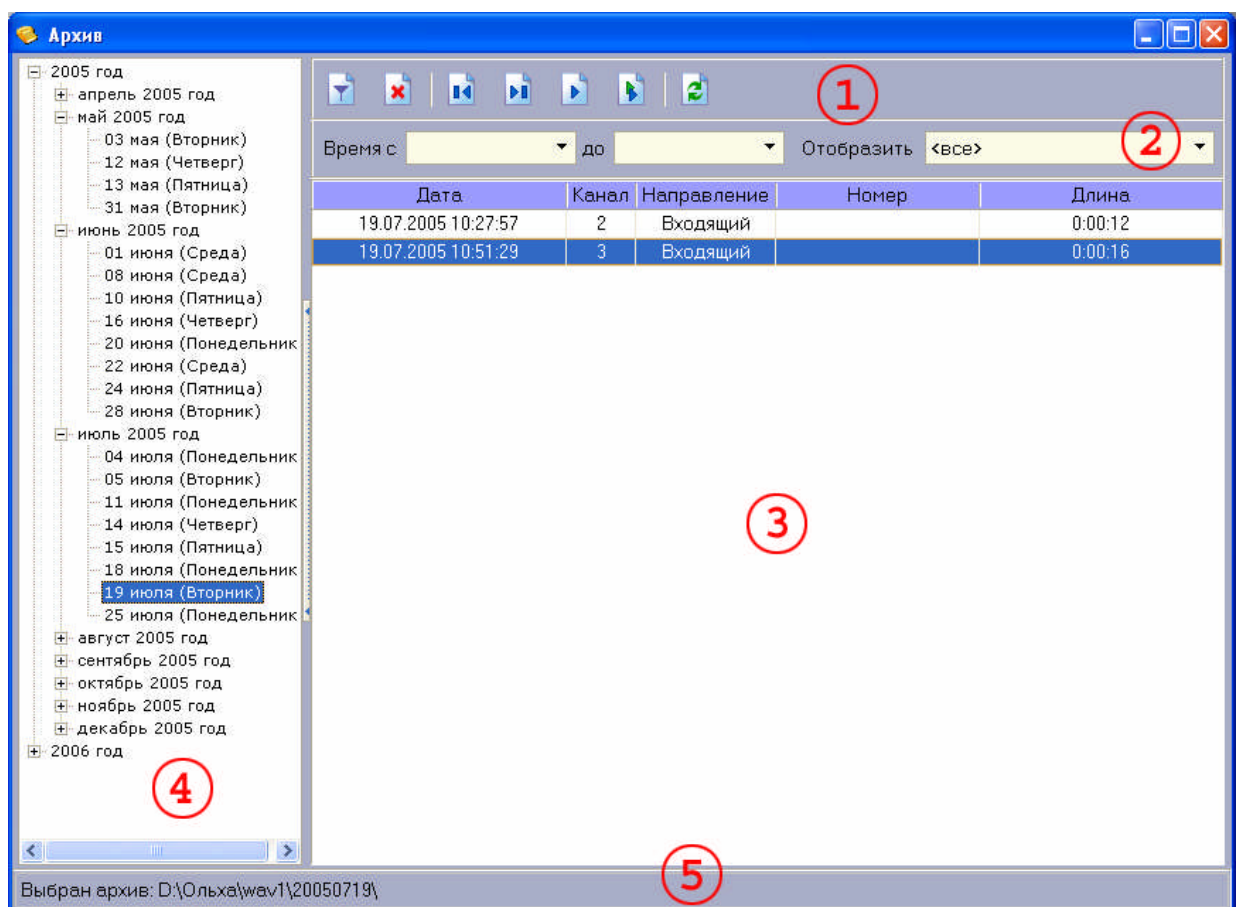 Архив
2005 год
апрель 2005 год
май 2005 год
03 мая (Вторник)
12 мая (Четверг)
13 мая (Пятница)
31 мая (Вторник)
июнь 2005 год
01 июня (Среда)
08 июня (Среда)
10 июня (Пятница)
16 июня (Четверг)
20 июня (Понедельник
22 июня (Среда)
24 июня (Пятница)
28 июня (Вторник)
июль 2005 год
04 июля (Понедельник
05 июля (Вторник)
11 июля (Понедельник
14 июля (Четверг)
15 июля (Пятница)
18 июля (Понедельник
19 июля (Вторник)
25 июля (Понедельник
август 2005 год
сентябрь 2005 год
октябрь 2005 год
ноябрь 2005 год
декабрь 2005 год
2006 год
4
1
Время с до Отобразить <все> 2
Дата Канал Направление Номер Длина
19.07.2005 10:27:57 2 Входящий 0:00:12
19.07.2005 10:51:29 3 Входящий 0:00:16
3
5
Выбран архив: D:\Ольха\wav1\20050719\